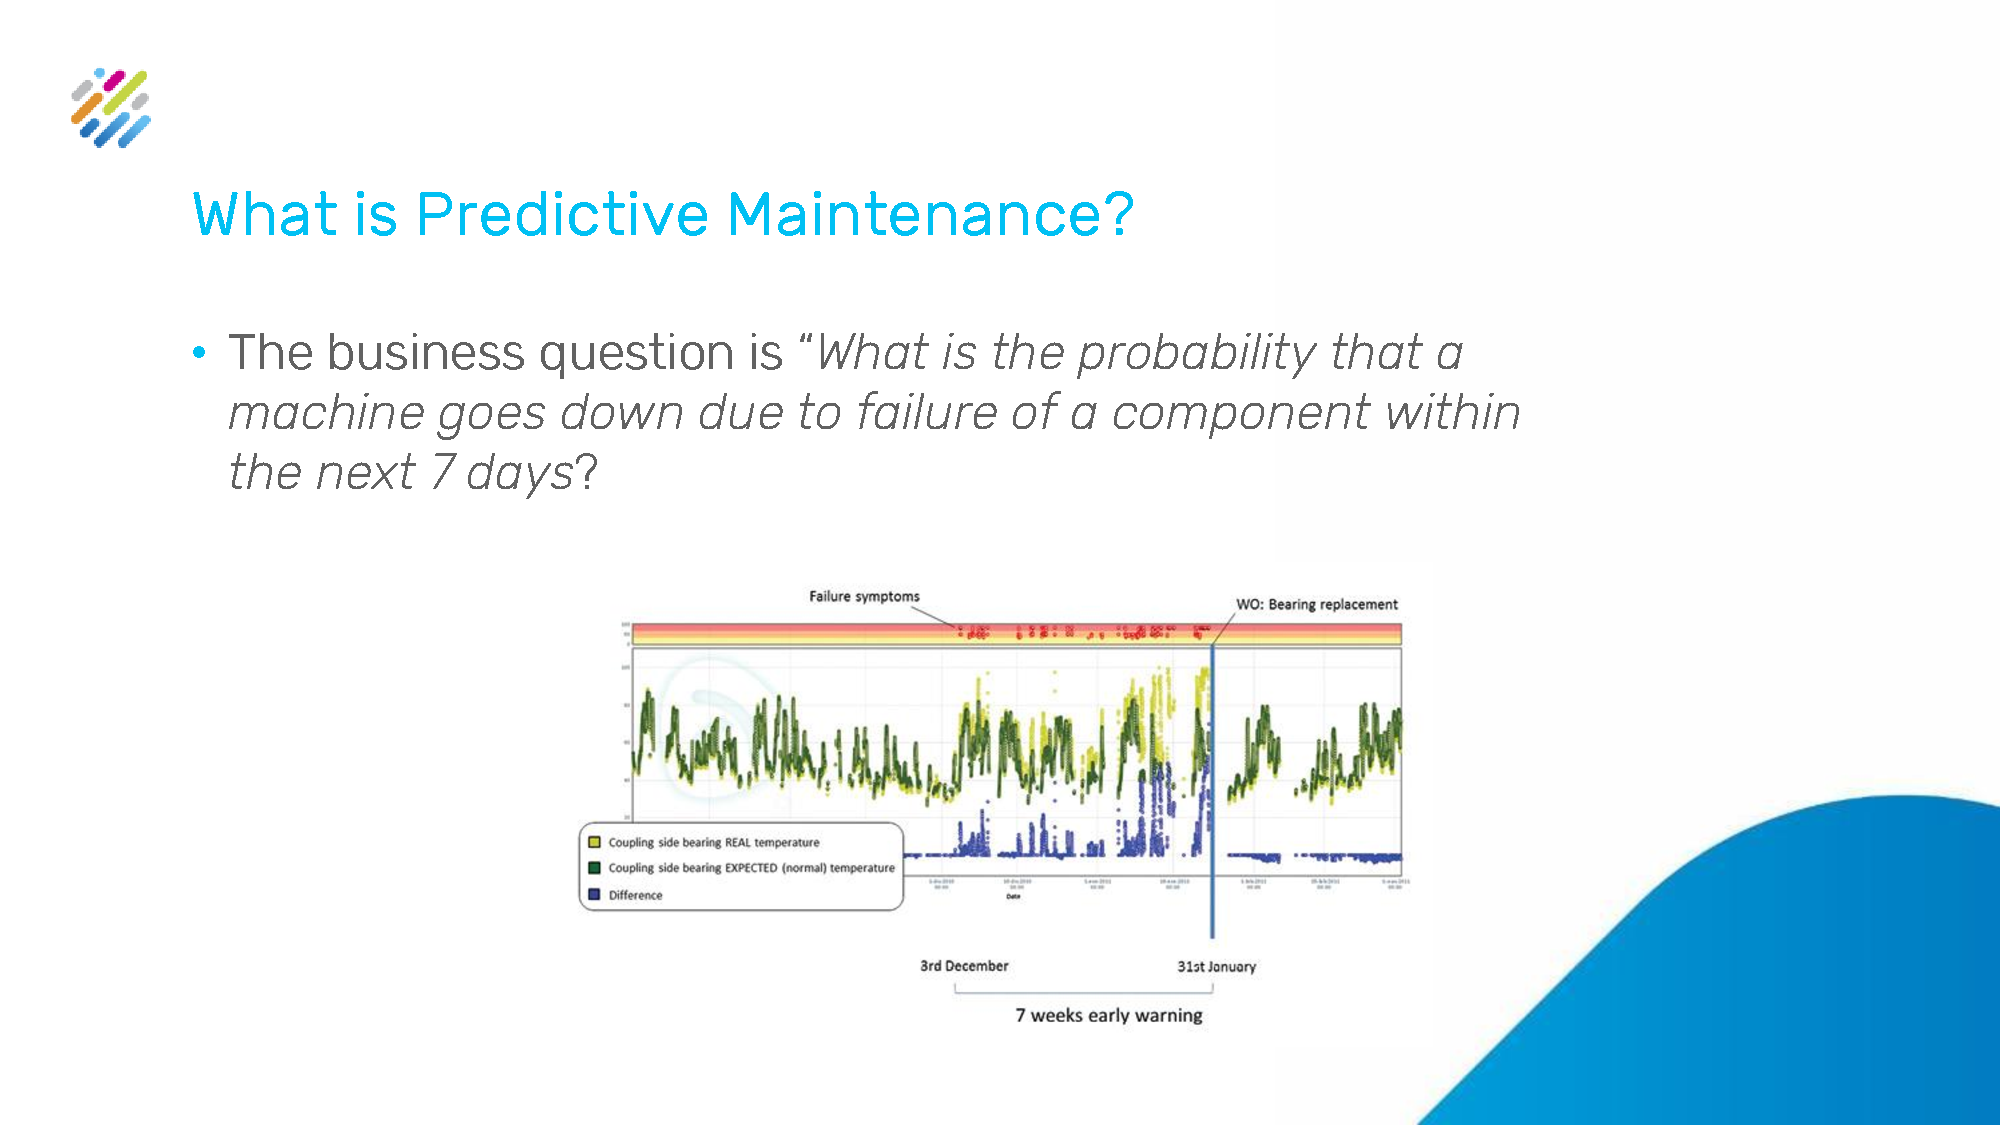 What is Predictive Maintenance?
• The business question is “What is the probability that a
machine goes down due to failure of a component within
the next 7 days?
Failure symptoms
WO: Bearing replacement
Coupling side bearing REAL temperature
Coupling side bearing EXPECTED (normal) temperature
Difference
Date
3rd December
31st January
7 weeks early warning